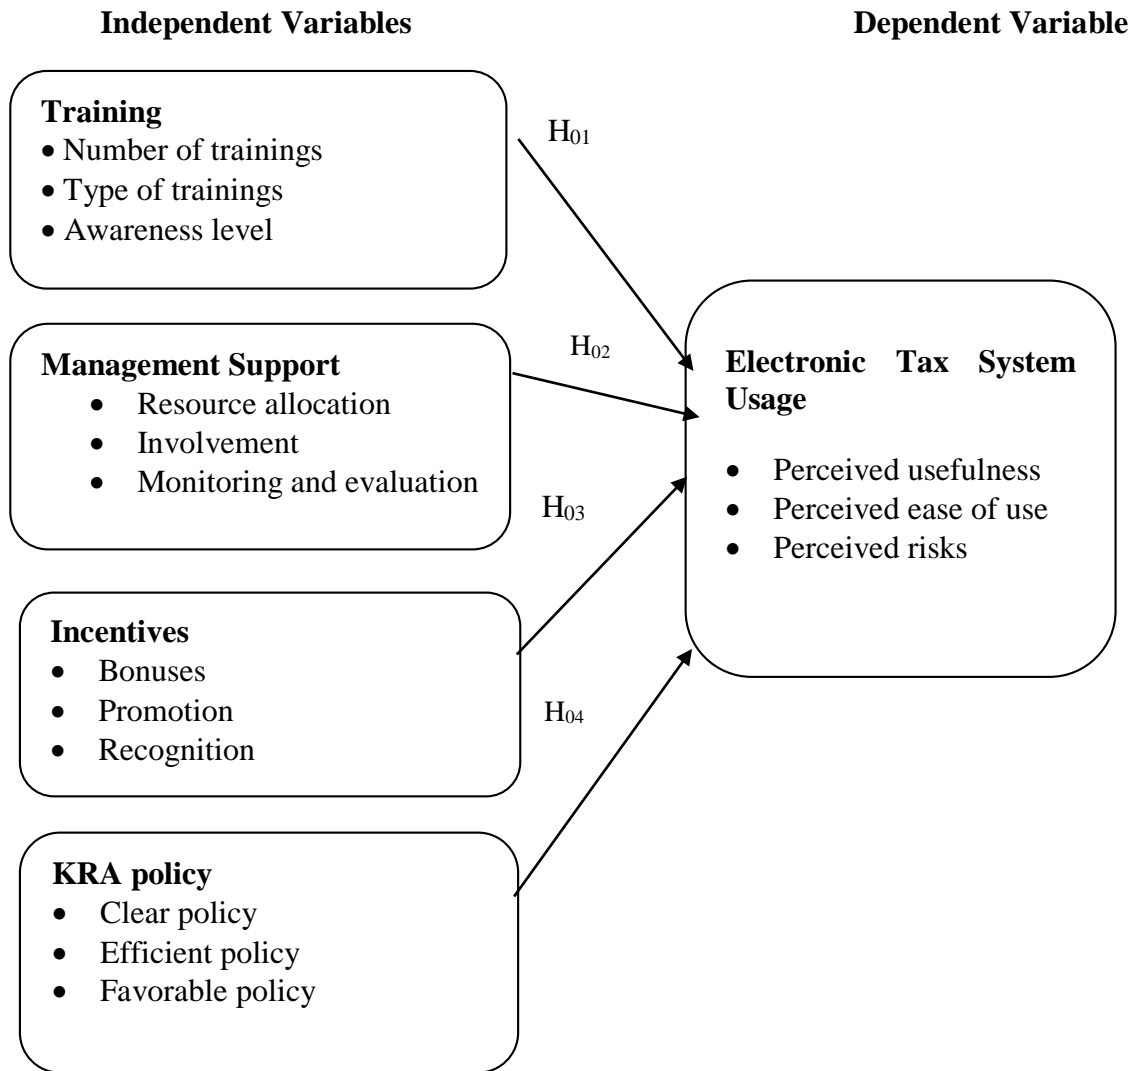 Independent Variables
Dependent Variable
Training
• Number of trainings
• Type of trainings
• Awareness level
H01
Management Support
• Resource allocation
• Involvement
• Monitoring and evaluation
H02
Incentives
• Bonuses
• Promotion
• Recognition
H03
KRA policy
• Clear policy
• Efficient policy
• Favorable policy
H04
Electronic Tax System
Usage
• Perceived usefulness
• Perceived ease of use
• Perceived risks